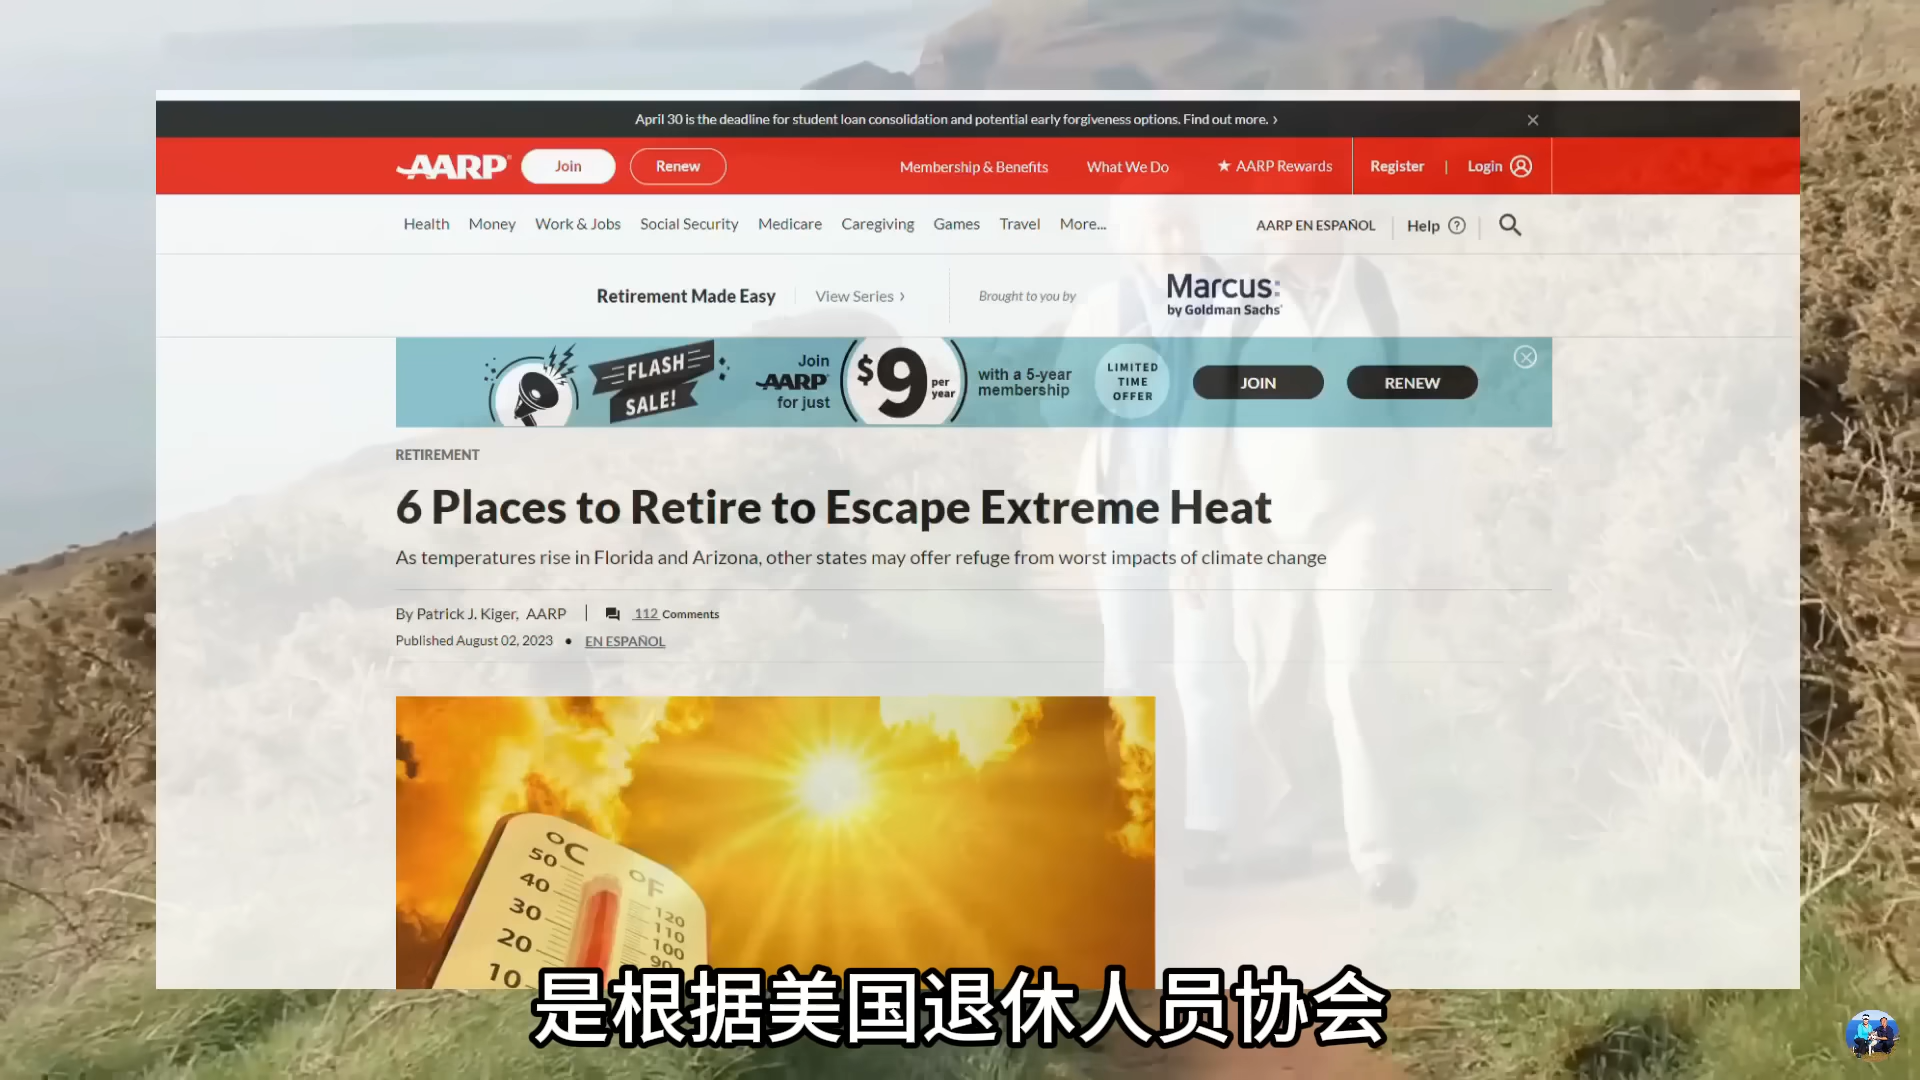 April 30 is the deadline for student loan consolidation and potential early forgiveness options. Find out more. ›
AARP Join Renew Membership & Benefits What We Do ★ AARP Rewards Register | Login
Health Money Work & Jobs Social Security Medicare Caregiving Games Travel More... AARP EN ESPAÑOL Help ?
Retirement Made Easy View Series › Brought to you by Marcus: by Goldman Sachs
FLASH SALE!
Join AARP for just
$9 per year
with a 5-year membership
LIMITED TIME OFFER
JOIN RENEW
RETIREMENT
6 Places to Retire to Escape Extreme Heat
As temperatures rise in Florida and Arizona, other states may offer refuge from worst impacts of climate change
By Patrick J. Kiger, AARP | 112 Comments
Published August 02, 2023 • EN ESPAÑOL
°C
50
40
30
20
10
°F
120
110
100
90
是根据美国退休人员协会